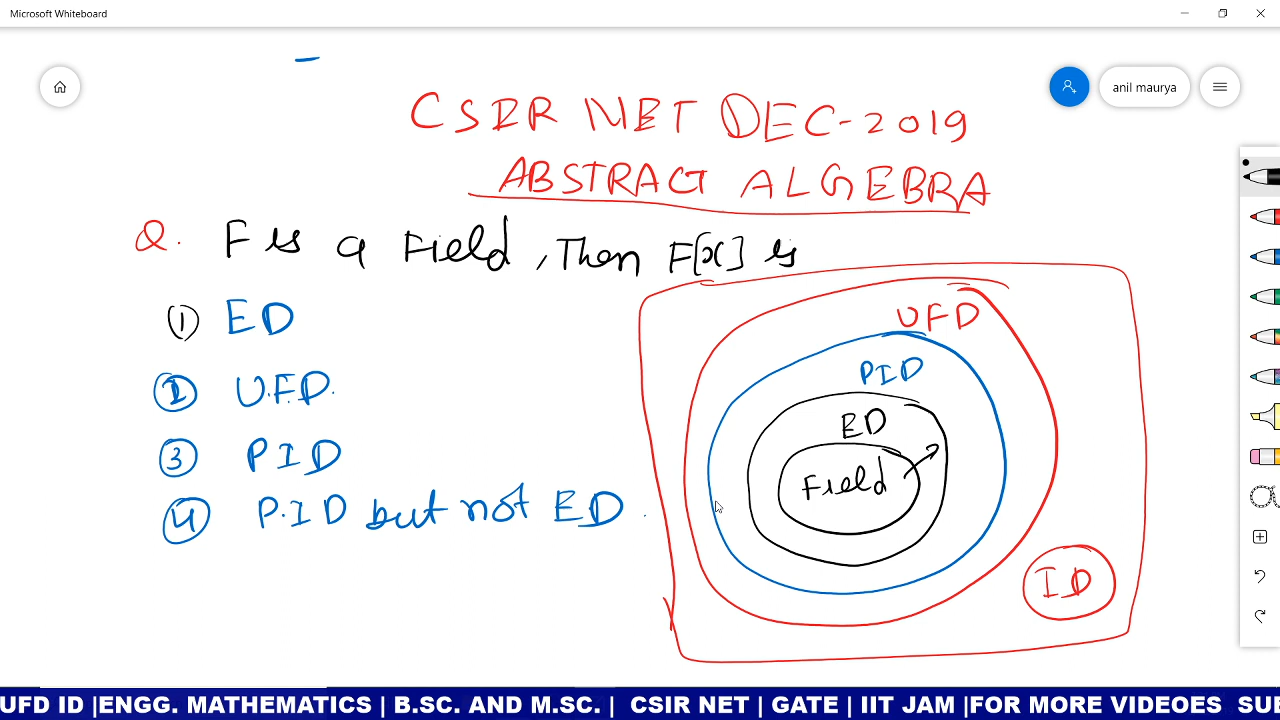 Microsoft Whiteboard
anil maurya
CSIR NET DEC-2019
ABSTRACT ALGEBRA
Q. F is a Field, Then F[x] is
① ED
② U.F.D.
③ PID
④ P.I.D but not ED.
UFD
PID
ED
Field
ID
UFD ID |ENGG. MATHEMATICS | B.SC. AND M.SC. | CSIR NET | GATE | IIT JAM |FOR MORE VIDEOES SU